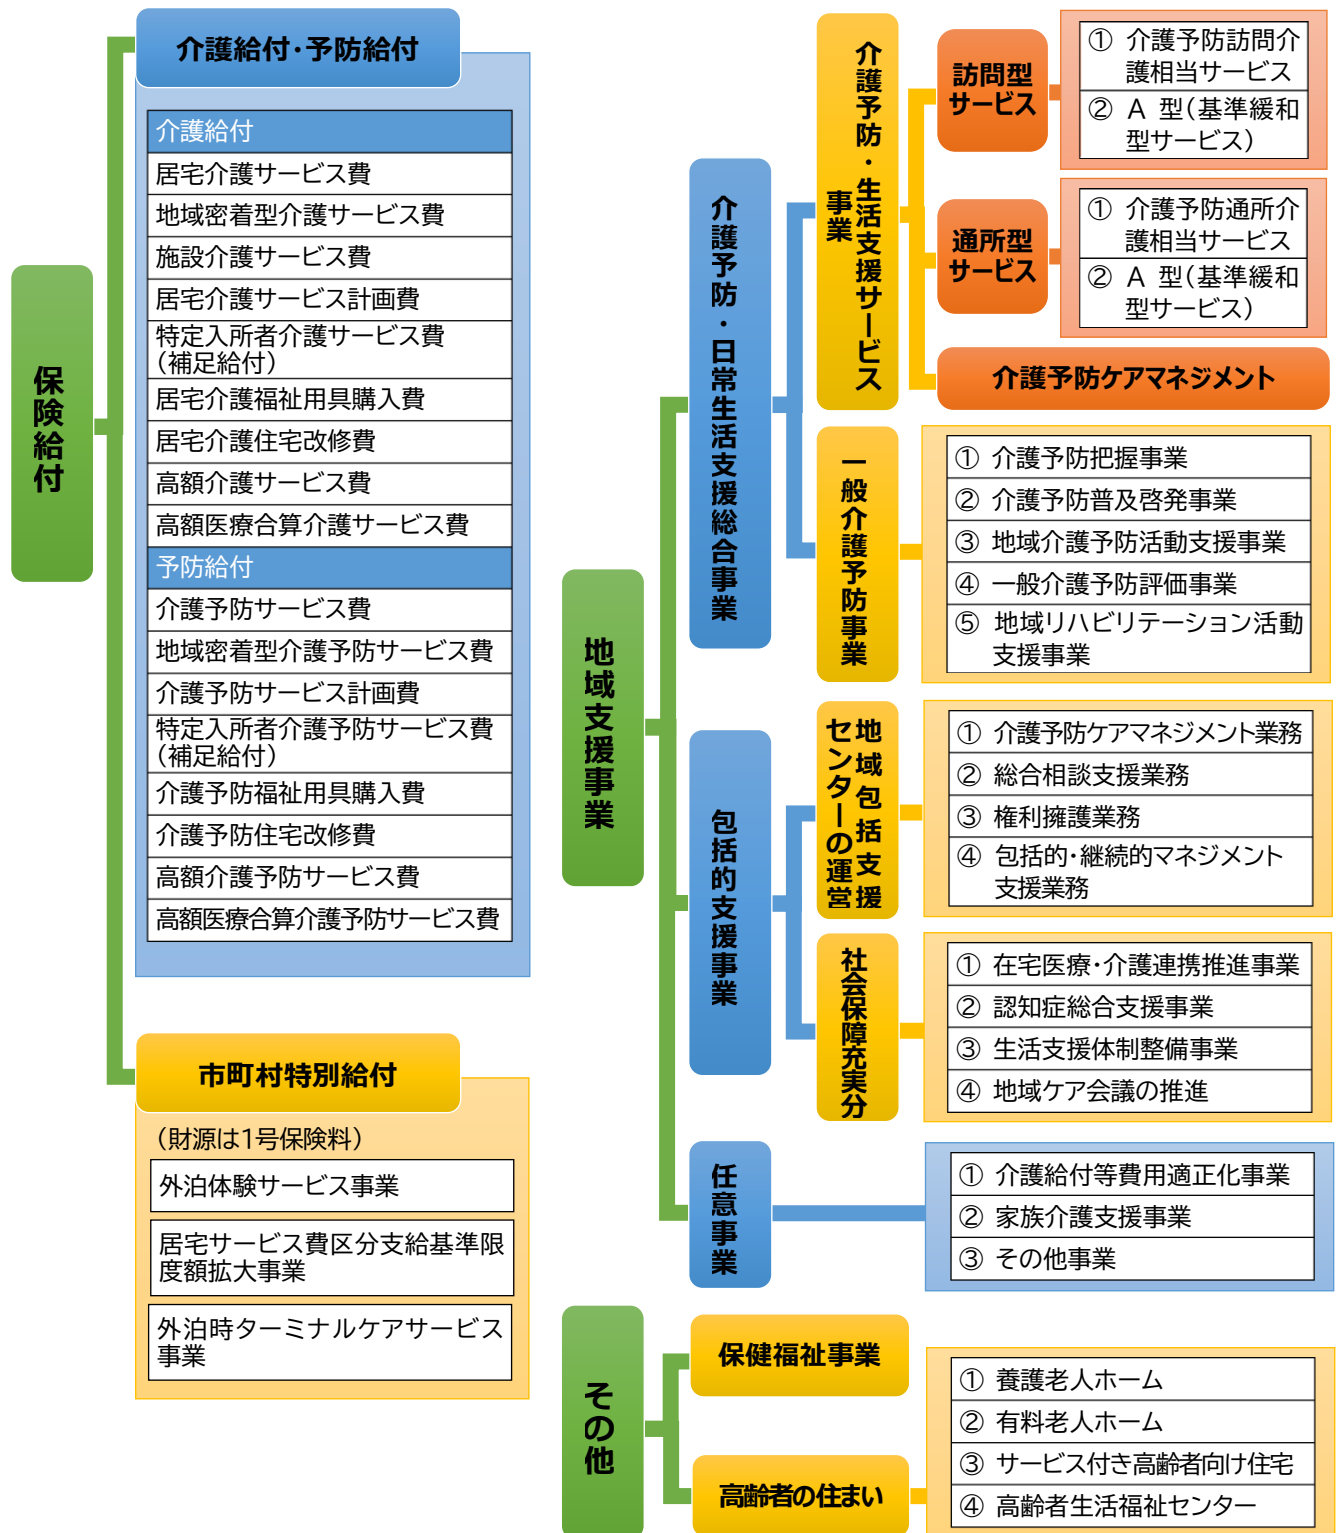 保険給付
介護給付・予防給付
介護給付
居宅介護サービス費
地域密着型介護サービス費
施設介護サービス費
居宅介護サービス計画費
特定入所者介護サービス費
(補足給付)
居宅介護福祉用具購入費
居宅介護住宅改修費
高額介護サービス費
高額医療合算介護サービス費
予防給付
介護予防サービス費
地域密着型介護予防サービス費
介護予防サービス計画費
特定入所者介護予防サービス費
(補足給付)
介護予防福祉用具購入費
介護予防住宅改修費
高額介護予防サービス費
高額医療合算介護予防サービス費
市町村特別給付
(財源は1号保険料)
外泊体験サービス事業
居宅サービス費区分支給基準限
度額拡大事業
外泊時ターミナルケアサービス
事業
地域支援事業
介護予防・日常生活支援総合事業
介護予防・生活支援サービス
事業
訪問型
サービス
① 介護予防訪問介
護相当サービス
② A 型(基準緩和
型サービス)
通所型
サービス
① 介護予防通所介
護相当サービス
② A 型(基準緩和
型サービス)
介護予防ケアマネジメント
一般介護予防事業
① 介護予防把握事業
② 介護予防普及啓発事業
③ 地域介護予防活動支援事業
④ 一般介護予防評価事業
⑤ 地域リハビリテーション活動
支援事業
包括的支援事業
地域包括支援
センターの運営
① 介護予防ケアマネジメント業務
② 総合相談支援業務
③ 権利擁護業務
④ 包括的・継続的マネジメント
支援業務
社会保障充実分
① 在宅医療・介護連携推進事業
② 認知症総合支援事業
③ 生活支援体制整備事業
④ 地域ケア会議の推進
任意事業
① 介護給付等費用適正化事業
② 家族介護支援事業
③ その他事業
その他
保健福祉事業
高齢者の住まい
① 養護老人ホーム
② 有料老人ホーム
③ サービス付き高齢者向け住宅
④ 高齢者生活福祉センター